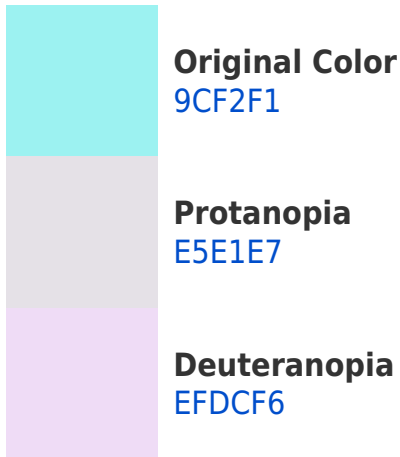 Original Color
9CF2F1
Protanopia
E5E1E7
Deuteranopia
EFDCF6